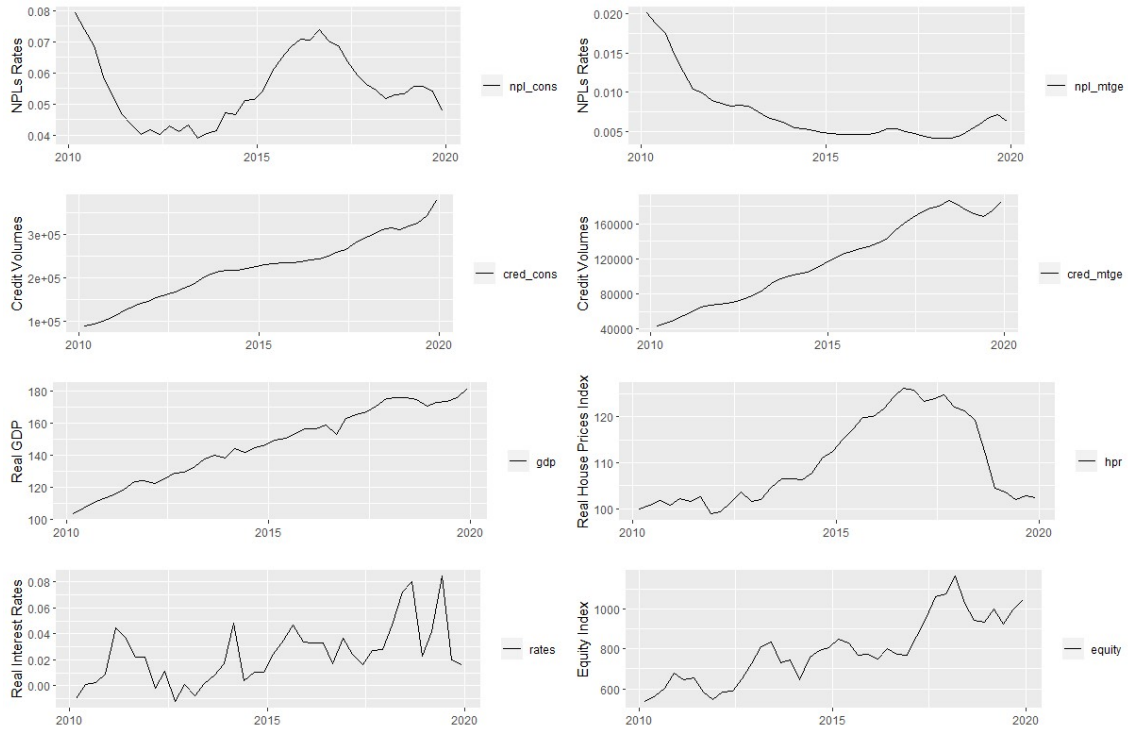 NPLs Rates
0.08
0.07
0.06
0.05
0.04
2010
2015
2020
npl_cons
NPLs Rates
0.020
0.015
0.010
0.005
2010
2015
2020
npl_mtge
Credit Volumes
3e+05
2e+05
1e+05
2010
2015
2020
cred_cons
Credit Volumes
160000
120000
80000
40000
2010
2015
2020
cred_mtge
Real GDP
180
160
140
120
100
2010
2015
2020
gdp
Real House Prices Index
120
110
100
2010
2015
2020
hpr
Real Interest Rates
0.08
0.06
0.04
0.02
0.00
2010
2015
2020
rates
Equity Index
1000
800
600
2010
2015
2020
equity